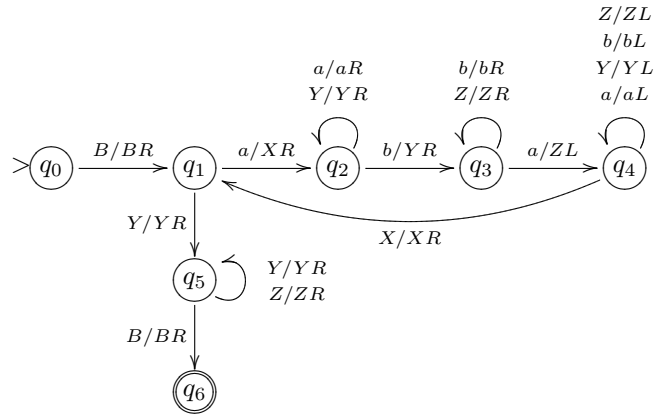 Z/ZL
b/bL
a/aR b/bR Y/YL
Y/YR Z/ZR a/aL
B/BR a/XR b/YR a/ZL
> q0 q1 q2 q3 q4
X/XR
Y/YR
Y/YR
q5
Z/ZR
B/BR
q6